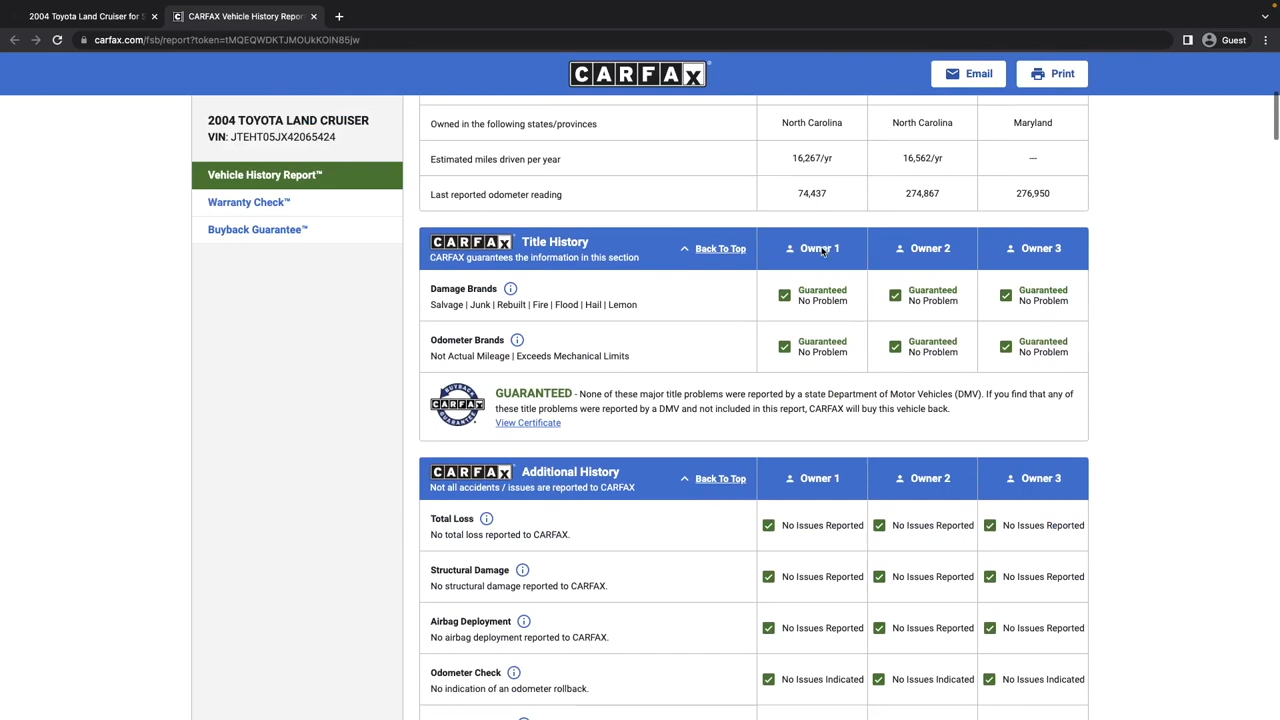 2004 Toyota Land Cruiser for S
CARFAX Vehicle History Repor
carfax.com/fsb/report?token=tMQEQWDKTJMOUkKOIN85jw
Guest
CARFAX
Email
Print
2004 TOYOTA LAND CRUISER
VIN: JTEHT05JX42065424
Vehicle History Report™
Warranty Check™
Buyback Guarantee™
Owned in the following states/provinces North Carolina North Carolina Maryland
Estimated miles driven per year 16,267/yr 16,562/yr ---
Last reported odometer reading 74,437 274,867 276,950
CARFAX Title History Back To Top Owner 1 Owner 2 Owner 3
CARFAX guarantees the information in this section
Damage Brands
Salvage | Junk | Rebuilt | Fire | Flood | Hail | Lemon
Guaranteed Guaranteed Guaranteed
No Problem No Problem No Problem
Odometer Brands
Not Actual Mileage | Exceeds Mechanical Limits
Guaranteed Guaranteed Guaranteed
No Problem No Problem No Problem
BUYBACK
CARFAX
GUARANTEE
GUARANTEED - None of these major title problems were reported by a state Department of Motor Vehicles (DMV). If you find that any of
these title problems were reported by a DMV and not included in this report, CARFAX will buy this vehicle back.
View Certificate
CARFAX Additional History Back To Top Owner 1 Owner 2 Owner 3
Not all accidents / issues are reported to CARFAX
Total Loss
No total loss reported to CARFAX.
No Issues Reported No Issues Reported No Issues Reported
Structural Damage
No structural damage reported to CARFAX.
No Issues Reported No Issues Reported No Issues Reported
Airbag Deployment
No airbag deployment reported to CARFAX.
No Issues Reported No Issues Reported No Issues Reported
Odometer Check
No indication of an odometer rollback.
No Issues Indicated No Issues Indicated No Issues Indicated